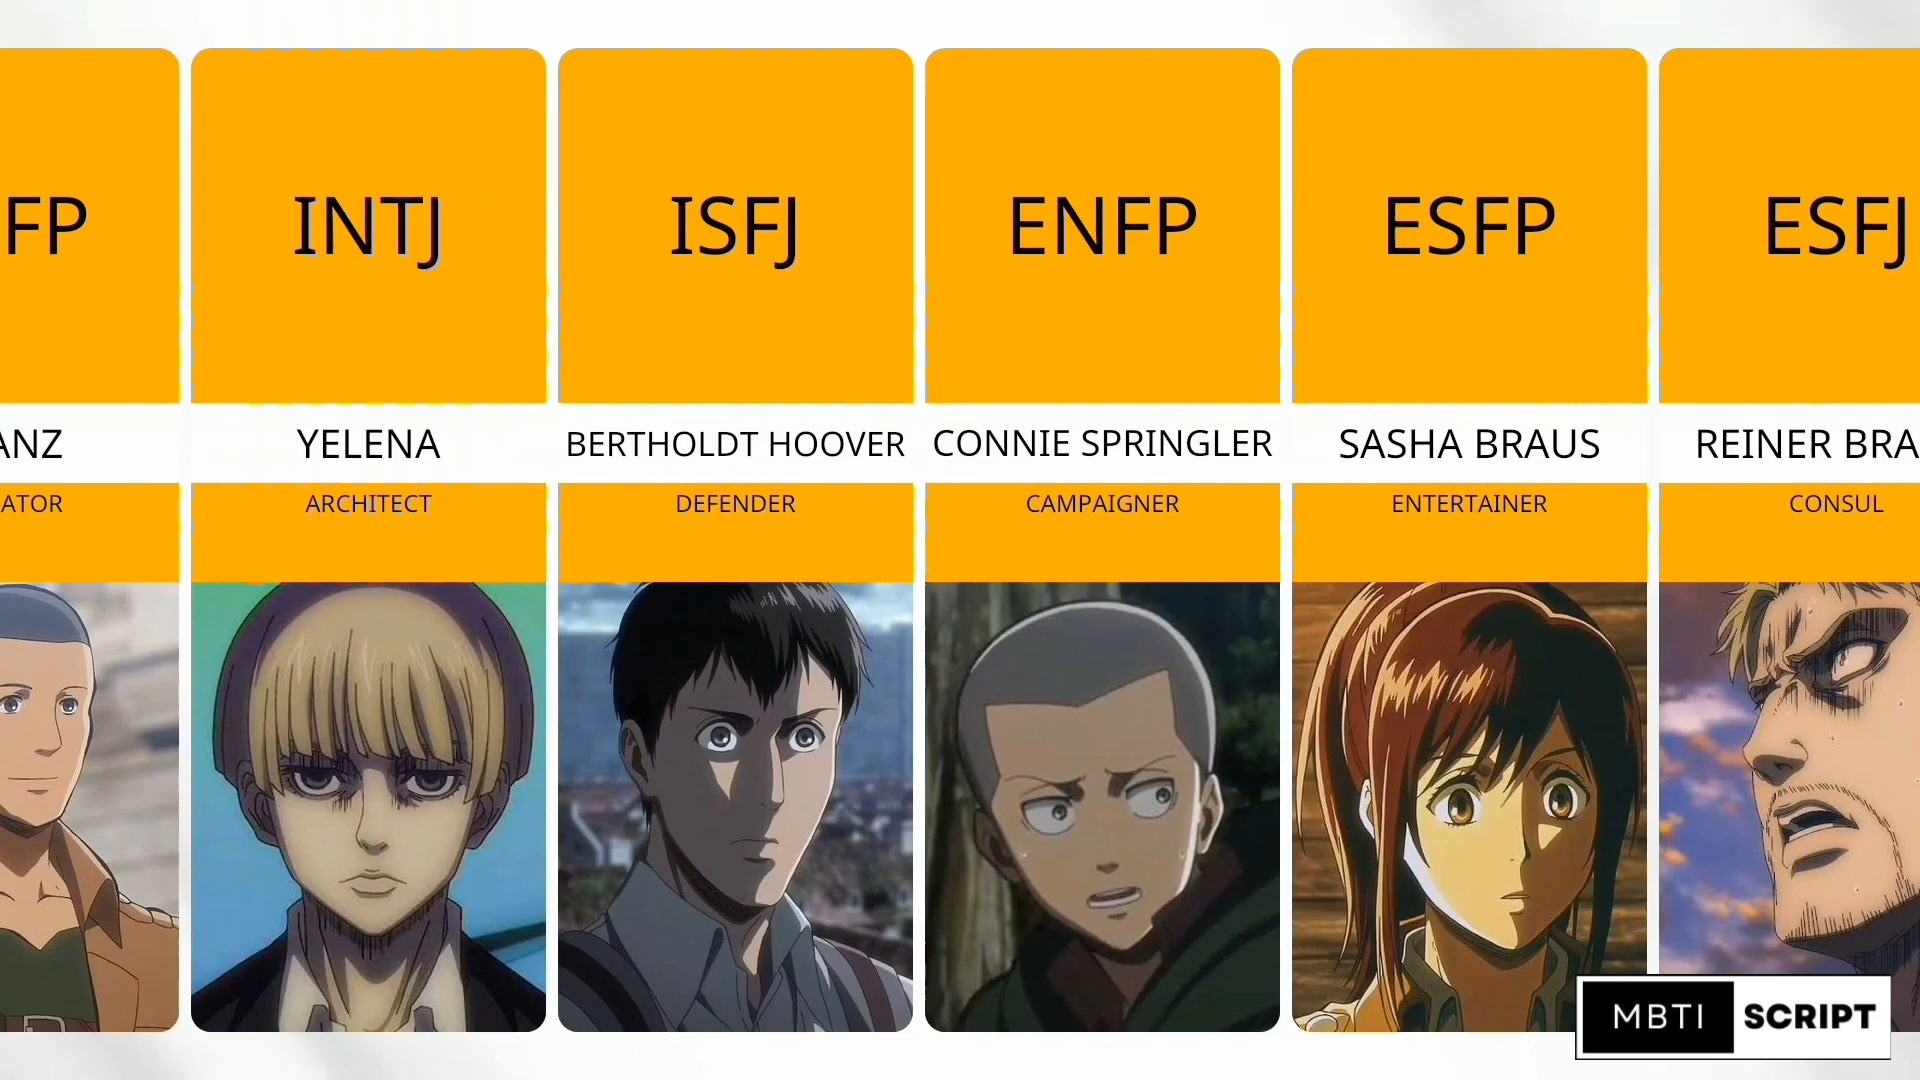 FP
INTJ
ISFJ
ENFP
ESFP
ESFJ
ANZ
YELENA
BERTHOLDT HOOVER
CONNIE SPRINGLER
SASHA BRAUS
REINER BRA
ATOR
ARCHITECT
DEFENDER
CAMPAIGNER
ENTERTAINER
CONSUL
MBTI SCRIPT